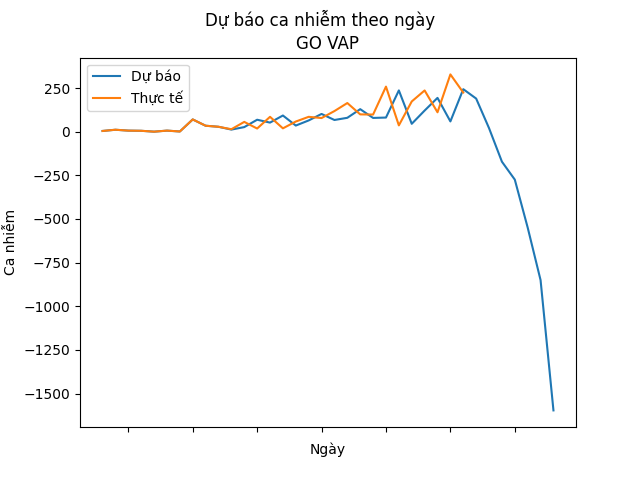 Dự báo ca nhiễm theo ngày
GO VAP
Dự báo
Thực tế
250
0
−250
−500
−750
−1000
−1250
−1500
Ca nhiễm
Ngày